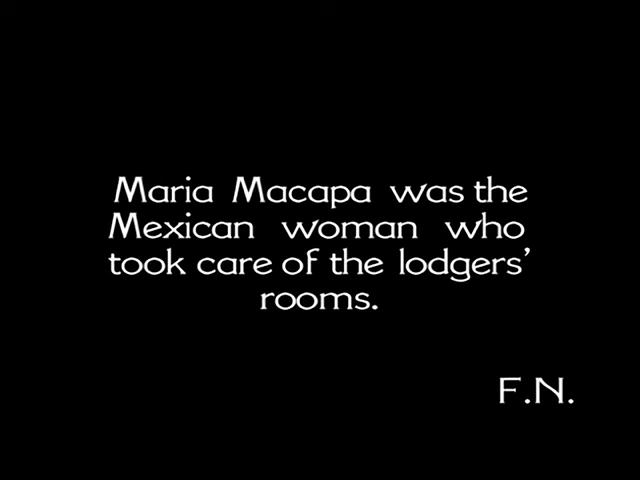 Maria Macapa was the
Mexican woman who
took care of the lodgers’
rooms.
F.N.